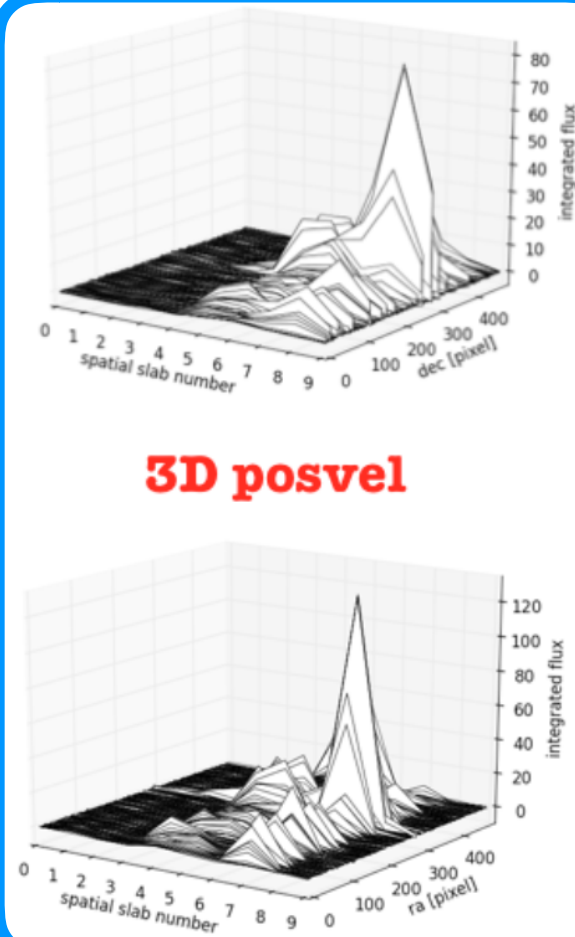 80
70
60
50
40
30
20
10
0
integrated flux
0 1 2 3 4 5 6 7 8 9
spatial slab number
0 100 200 300 400
dec [pixel]
3D posvel
120
100
80
60
40
20
0
integrated flux
0 1 2 3 4 5 6 7 8 9
spatial slab number
0 100 200 300 400
ra [pixel]